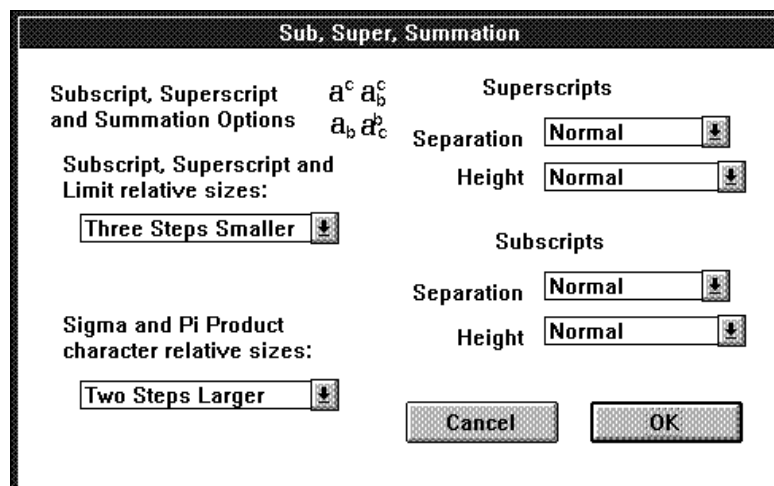 Sub, Super, Summation
Subscript, Superscript
and Summation Options
a^c a_b^c
a_b a_c^b
Subscript, Superscript and
Limit relative sizes:
Three Steps Smaller
Sigma and Pi Product
character relative sizes:
Two Steps Larger
Superscripts
Separation Normal
Height Normal
Subscripts
Separation Normal
Height Normal
Cancel OK